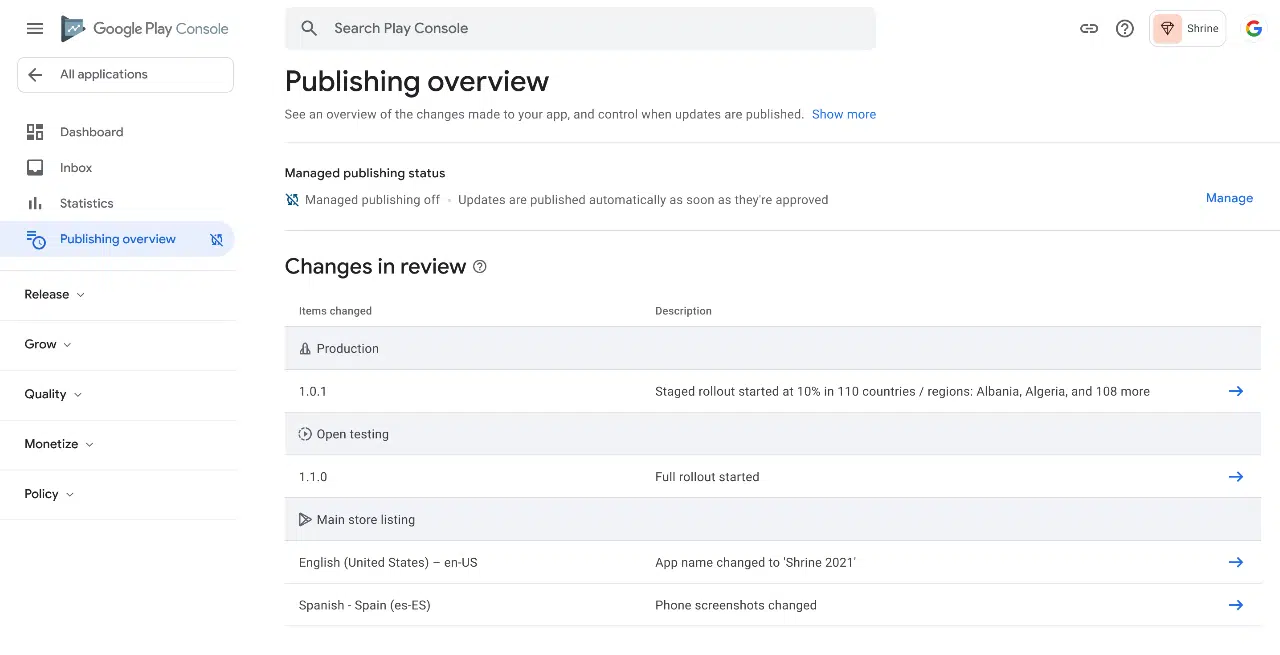 Google Play Console
Search Play Console
Shrine
All applications
Dashboard
Inbox
Statistics
Publishing overview
Release
Grow
Quality
Monetize
Policy
Publishing overview
See an overview of the changes made to your app, and control when updates are published. Show more
Managed publishing status
Managed publishing off • Updates are published automatically as soon as they're approved
Manage
Changes in review
Items changed Description
Production
1.0.1 Staged rollout started at 10% in 110 countries / regions: Albania, Algeria, and 108 more
Open testing
1.1.0 Full rollout started
Main store listing
English (United States) – en-US App name changed to 'Shrine 2021'
Spanish - Spain (es-ES) Phone screenshots changed